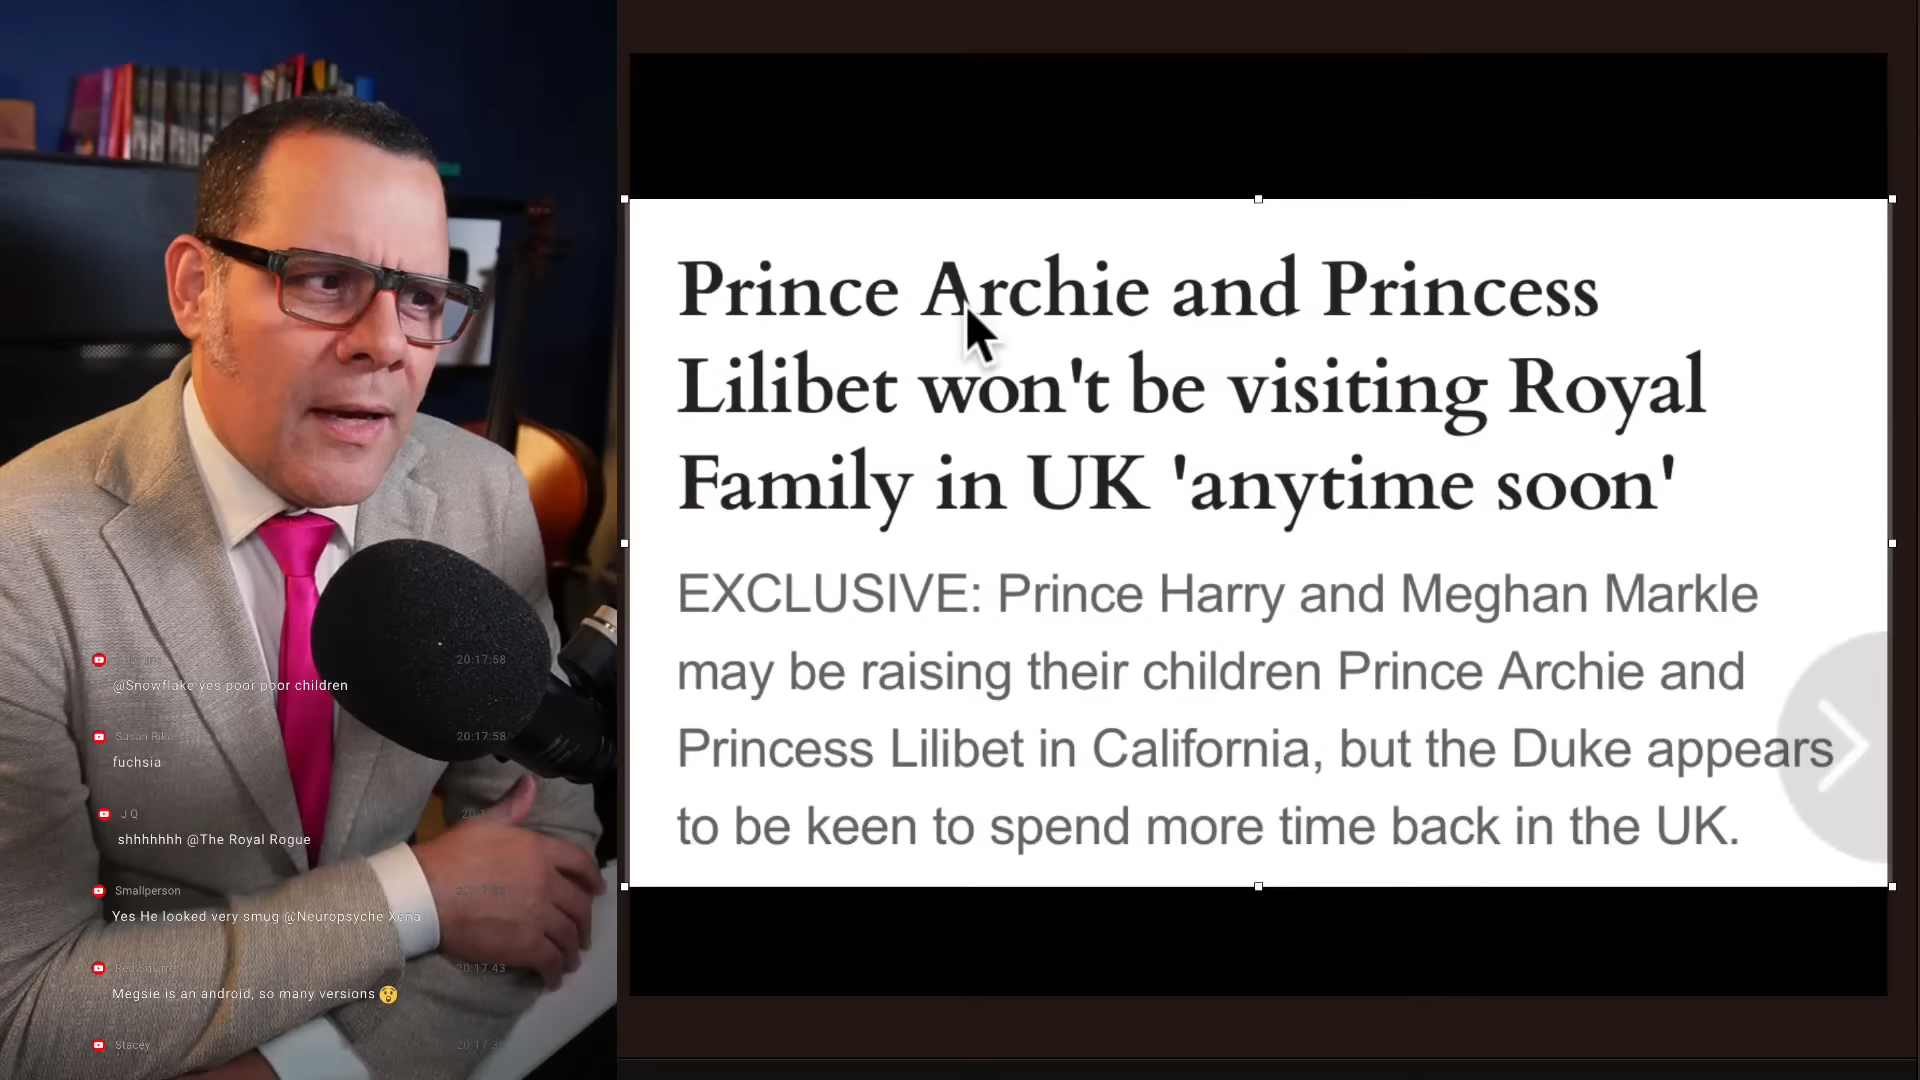 @Snowflake yes poor poor children
20:17:58
Susan Rik
20:17:58
fuchsia
J Q
shhhhhhh @The Royal Rogue
Smallperson
Yes He looked very smug @Neuropsyche Xena
20:17:43
Megsie is an android, so many versions 😲
Stacey
Prince Archie and Princess
Lilibet won't be visiting Royal
Family in UK 'anytime soon'
EXCLUSIVE: Prince Harry and Meghan Markle
may be raising their children Prince Archie and
Princess Lilibet in California, but the Duke appears
to be keen to spend more time back in the UK.